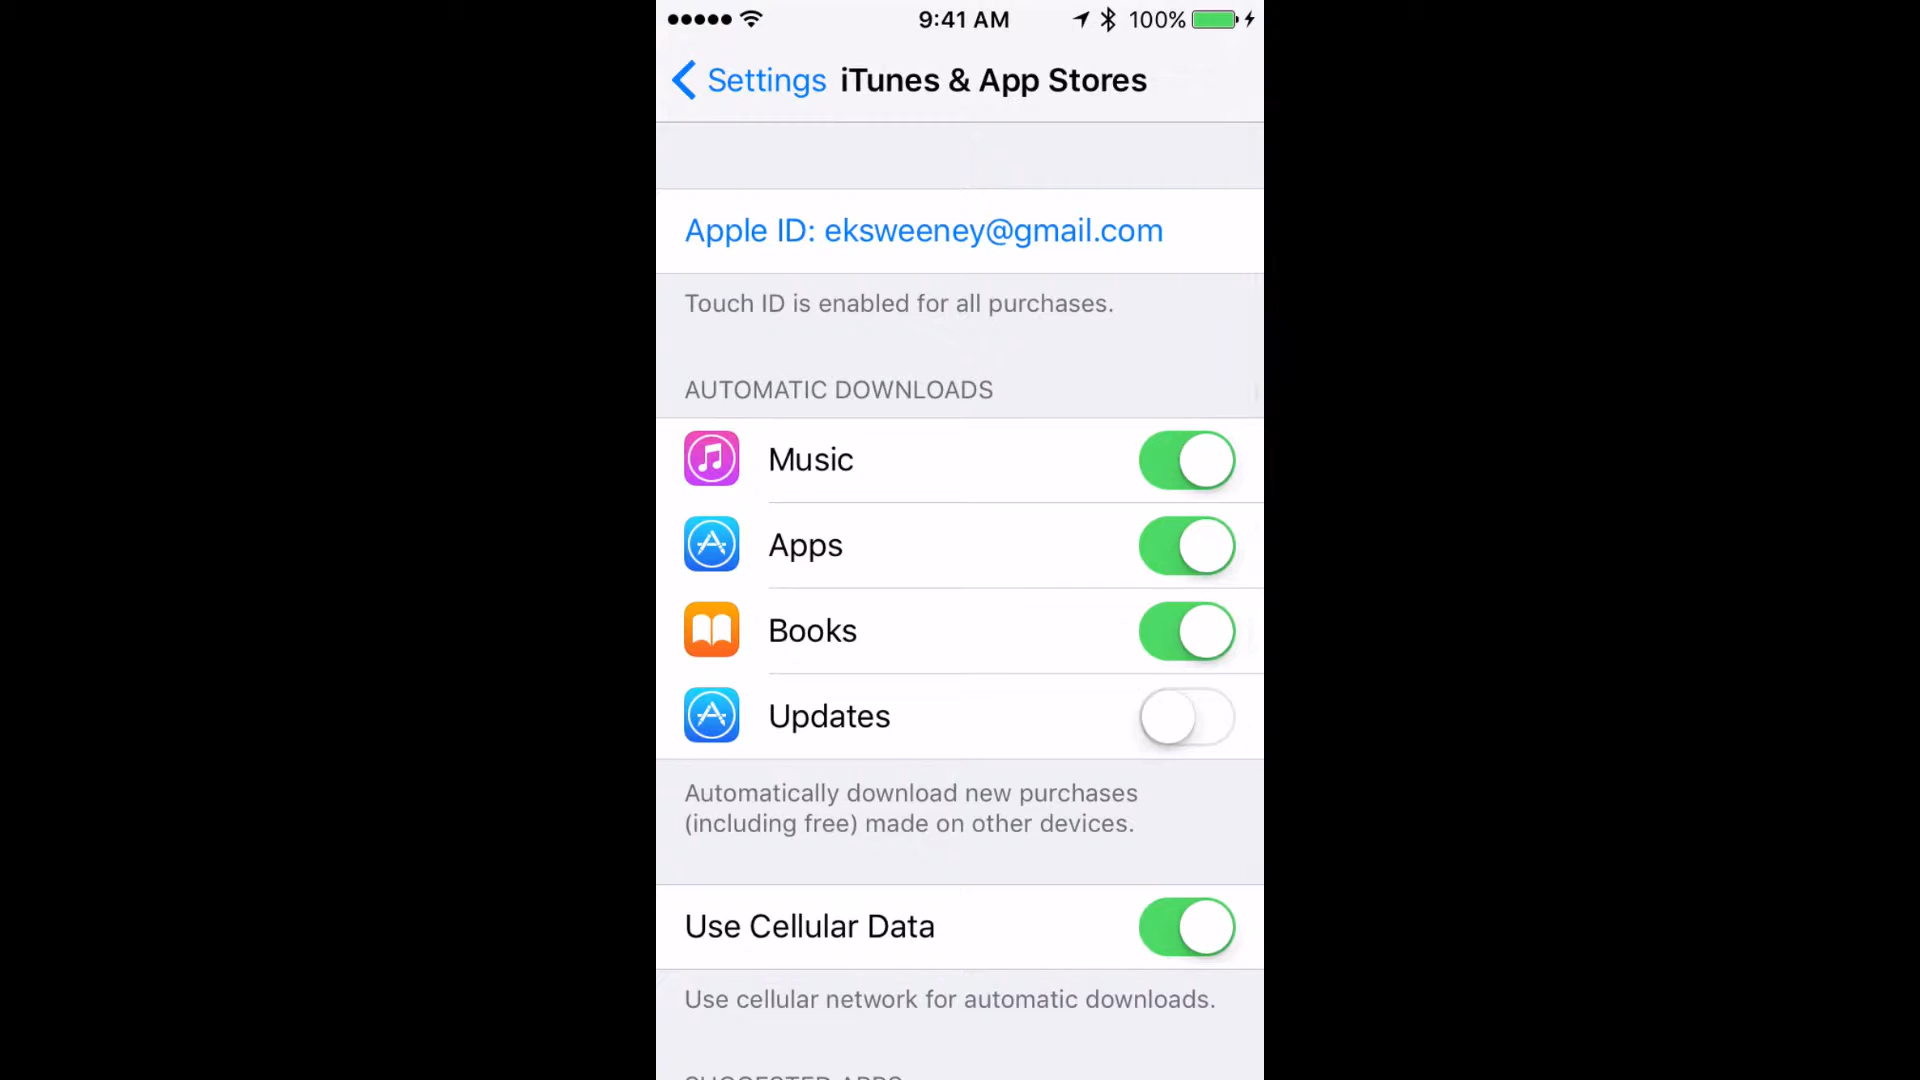 9:41 AM 100%
Settings iTunes & App Stores
Apple ID: eksweeney@gmail.com
Touch ID is enabled for all purchases.
AUTOMATIC DOWNLOADS
Music
Apps
Books
Updates
Automatically download new purchases
(including free) made on other devices.
Use Cellular Data
Use cellular network for automatic downloads.
SUGGESTED APPS